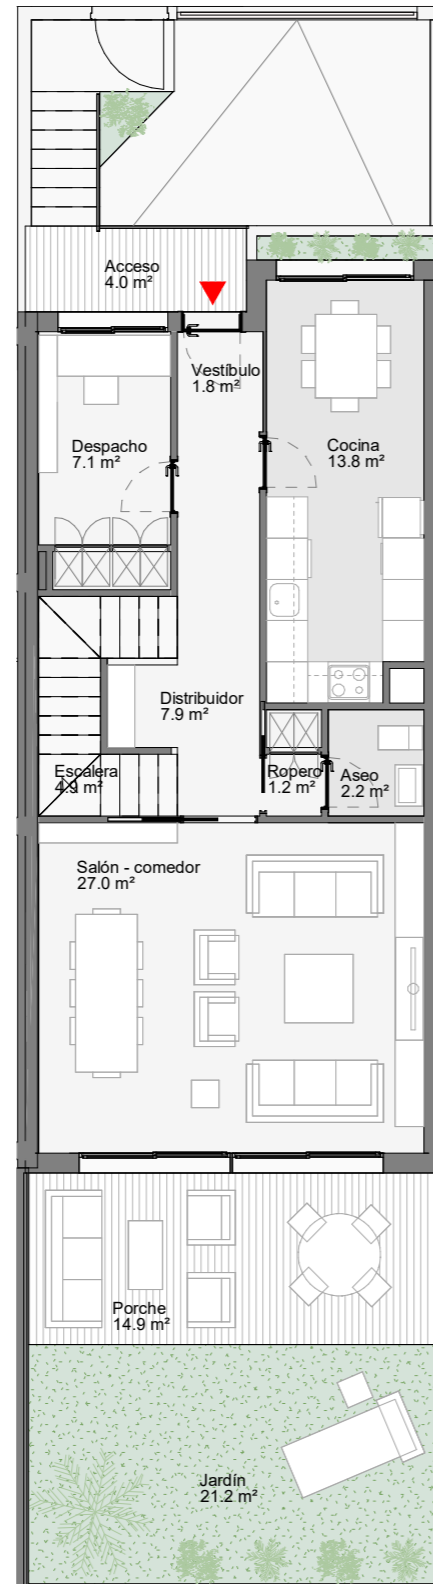 Acceso
4.0 m²
Vestíbulo
1.8 m²
Despacho
7.1 m²
Cocina
13.8 m²
Distribuidor
7.9 m²
Escalera
4.9 m²
Ropero
1.2 m²
Aseo
2.2 m²
Salón - comedor
27.0 m²
Porche
14.9 m²
Jardín
21.2 m²